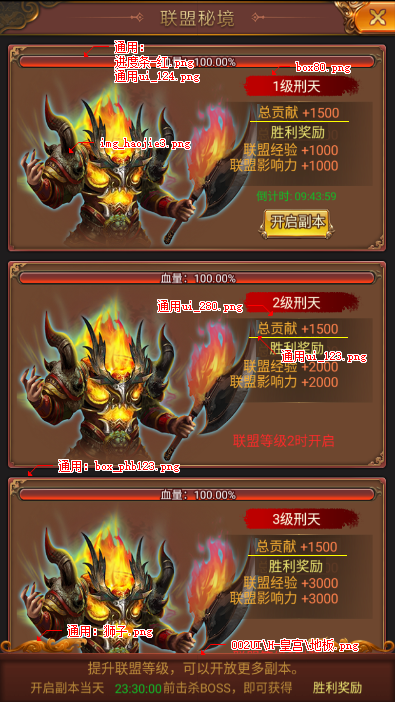 联盟秘境
通用:
进度条-红.png
通用ui_124.png
100.00%
box80.png
1级刑天
总贡献 +1500
胜利奖励
img_haojie3.png
联盟经验 +1000
联盟影响力 +1000
倒计时: 09:43:59
开启副本
血量: 100.00%
通用ui_280.png
2级刑天
总贡献 +1500
胜利奖励
通用ui_123.png
联盟经验 +2000
联盟影响力 +2000
联盟等级2时开启
通用: box_phb123.png
血量: 100.00%
3级刑天
总贡献 +1500
胜利奖励
联盟经验 +3000
联盟影响力 +3000
通用: 狮子.png
002UI\H-皇宫\地板.png
提升联盟等级，可以开放更多副本。
开启副本当天 23:30:00前击杀BOSS，即可获得 胜利奖励